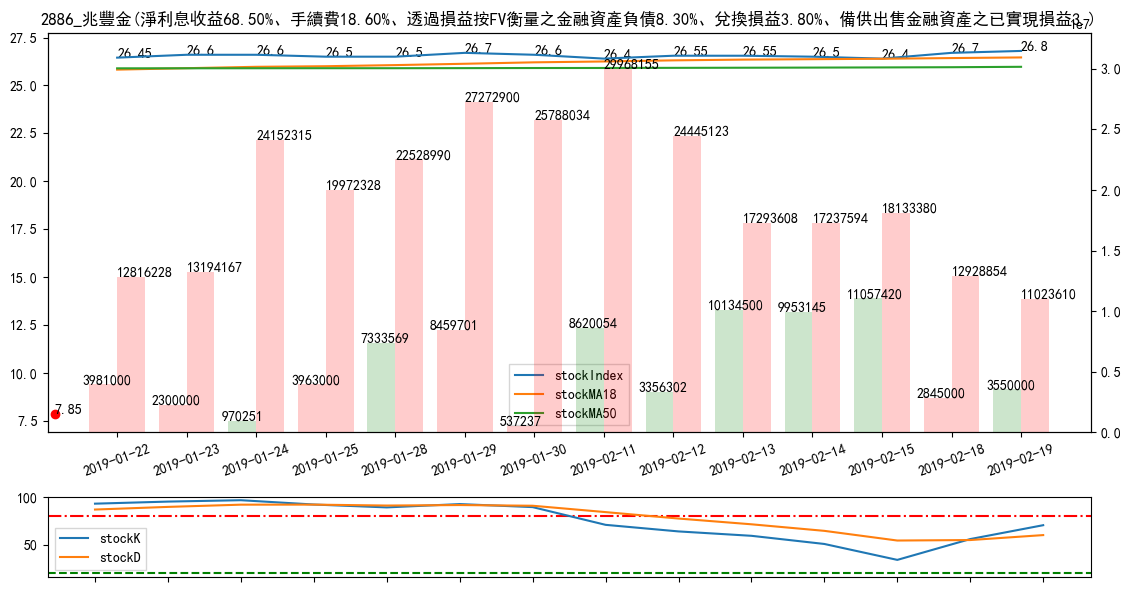 2886_兆豐金(淨利息收益68.50%、手續費18.60%、透過損益按FV衡量之金融資產負債8.30%、兌換損益3.80%、備供出售金融資產之已實現損益3.)
1e7
27.5
25.0
22.5
20.0
17.5
15.0
12.5
10.0
7.5
3.0
2.5
2.0
1.5
1.0
0.5
0.0
26.45 26.6 26.6 26.5 26.5 26.7 26.6 26.4 26.55 26.55 26.5 26.4 26.7 26.8
12816228 13194167 24152315 19972328 22528990 27272900 25788034 29968155 24445123 17293608 17237594 18133380 12928854 11023610
3981000 2300000 970251 3963000 7333569 8459701 537237 8620054 3356302 10134500 9953145 11057420 2845000 3550000
7.85
stockIndex
stockMA18
stockMA50
2019-01-22 2019-01-23 2019-01-24 2019-01-25 2019-01-28 2019-01-29 2019-01-30 2019-02-11 2019-02-12 2019-02-13 2019-02-14 2019-02-15 2019-02-18 2019-02-19
100
50
stockK
stockD